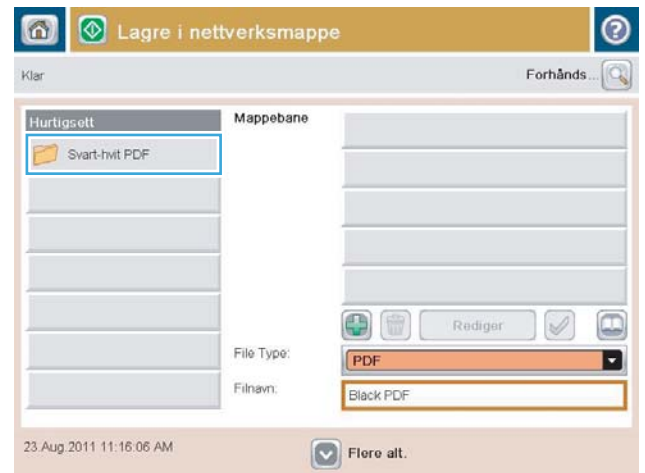 Lagre i nettverksmappe
Klar
Forhånds...
Hurtigsett
Mappebane
Svart-hvit PDF
Rediger
File Type:
PDF
Filnavn:
Black PDF
23.Aug.2011 11:16:06 AM
Flere alt.